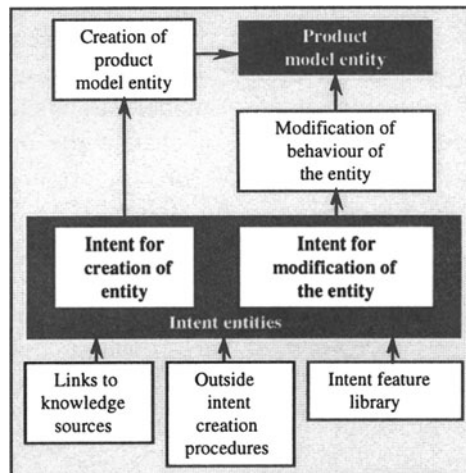 Creation of
product
model entity
Product
model entity
Modification of
behaviour of
the entity
Intent for
creation of
entity
Intent for
modification of
the entity
Intent entities
Links to
knowledge
sources
Outside
intent
creation
procedures
Intent feature
library